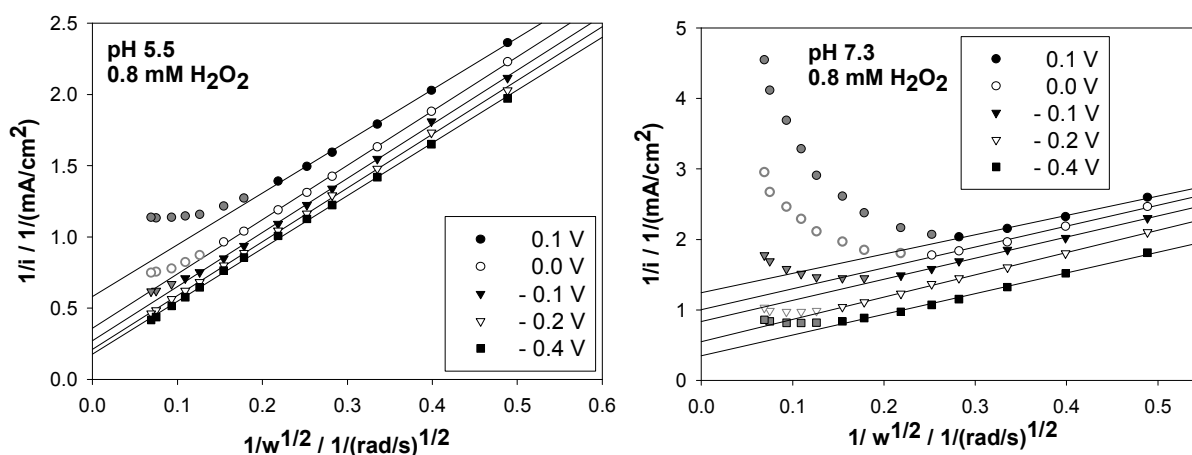 pH 5.5
0.8 mM H₂O₂
1/i / 1/(mA/cm²)
2.5
2.0
1.5
1.0
0.5
0.0
0.1 V
0.0 V
- 0.1 V
- 0.2 V
- 0.4 V
0.0 0.1 0.2 0.3 0.4 0.5 0.6
1/w^1/2 / 1/(rad/s)^1/2
pH 7.3
0.8 mM H₂O₂
1/i / 1/(mA/cm²)
5
4
3
2
1
0
0.1 V
0.0 V
- 0.1 V
- 0.2 V
- 0.4 V
0.0 0.1 0.2 0.3 0.4 0.5
1/ w^1/2 / 1/(rad/s)^1/2